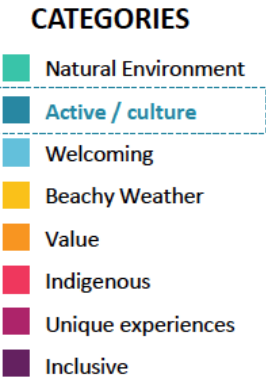 CATEGORIES
Natural Environment
Active / culture
Welcoming
Beachy Weather
Value
Indigenous
Unique experiences
Inclusive